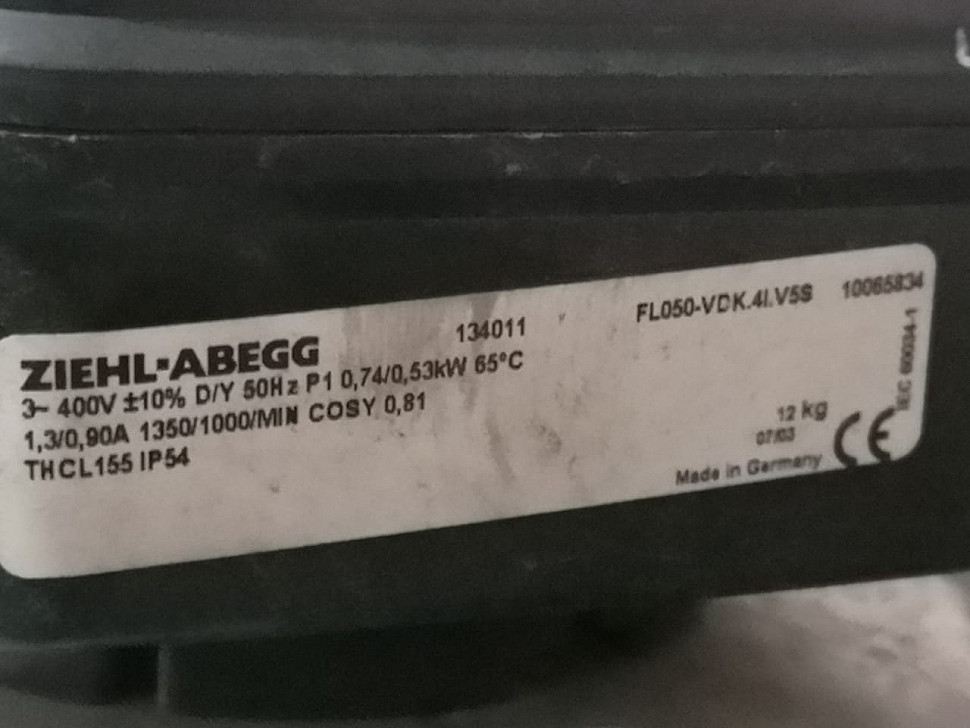 ZIEHL-ABEGG
134011
FL050-VDK.4I.V5S
10065834
3~ 400V ±10% D/Y 50Hz P1 0,74/0,53kW 65°C
1,3/0,90A 1350/1000/MIN COSY 0,81
THCL155 IP54
12 kg
07/03
Made in Germany
CE
IEC 60034-1